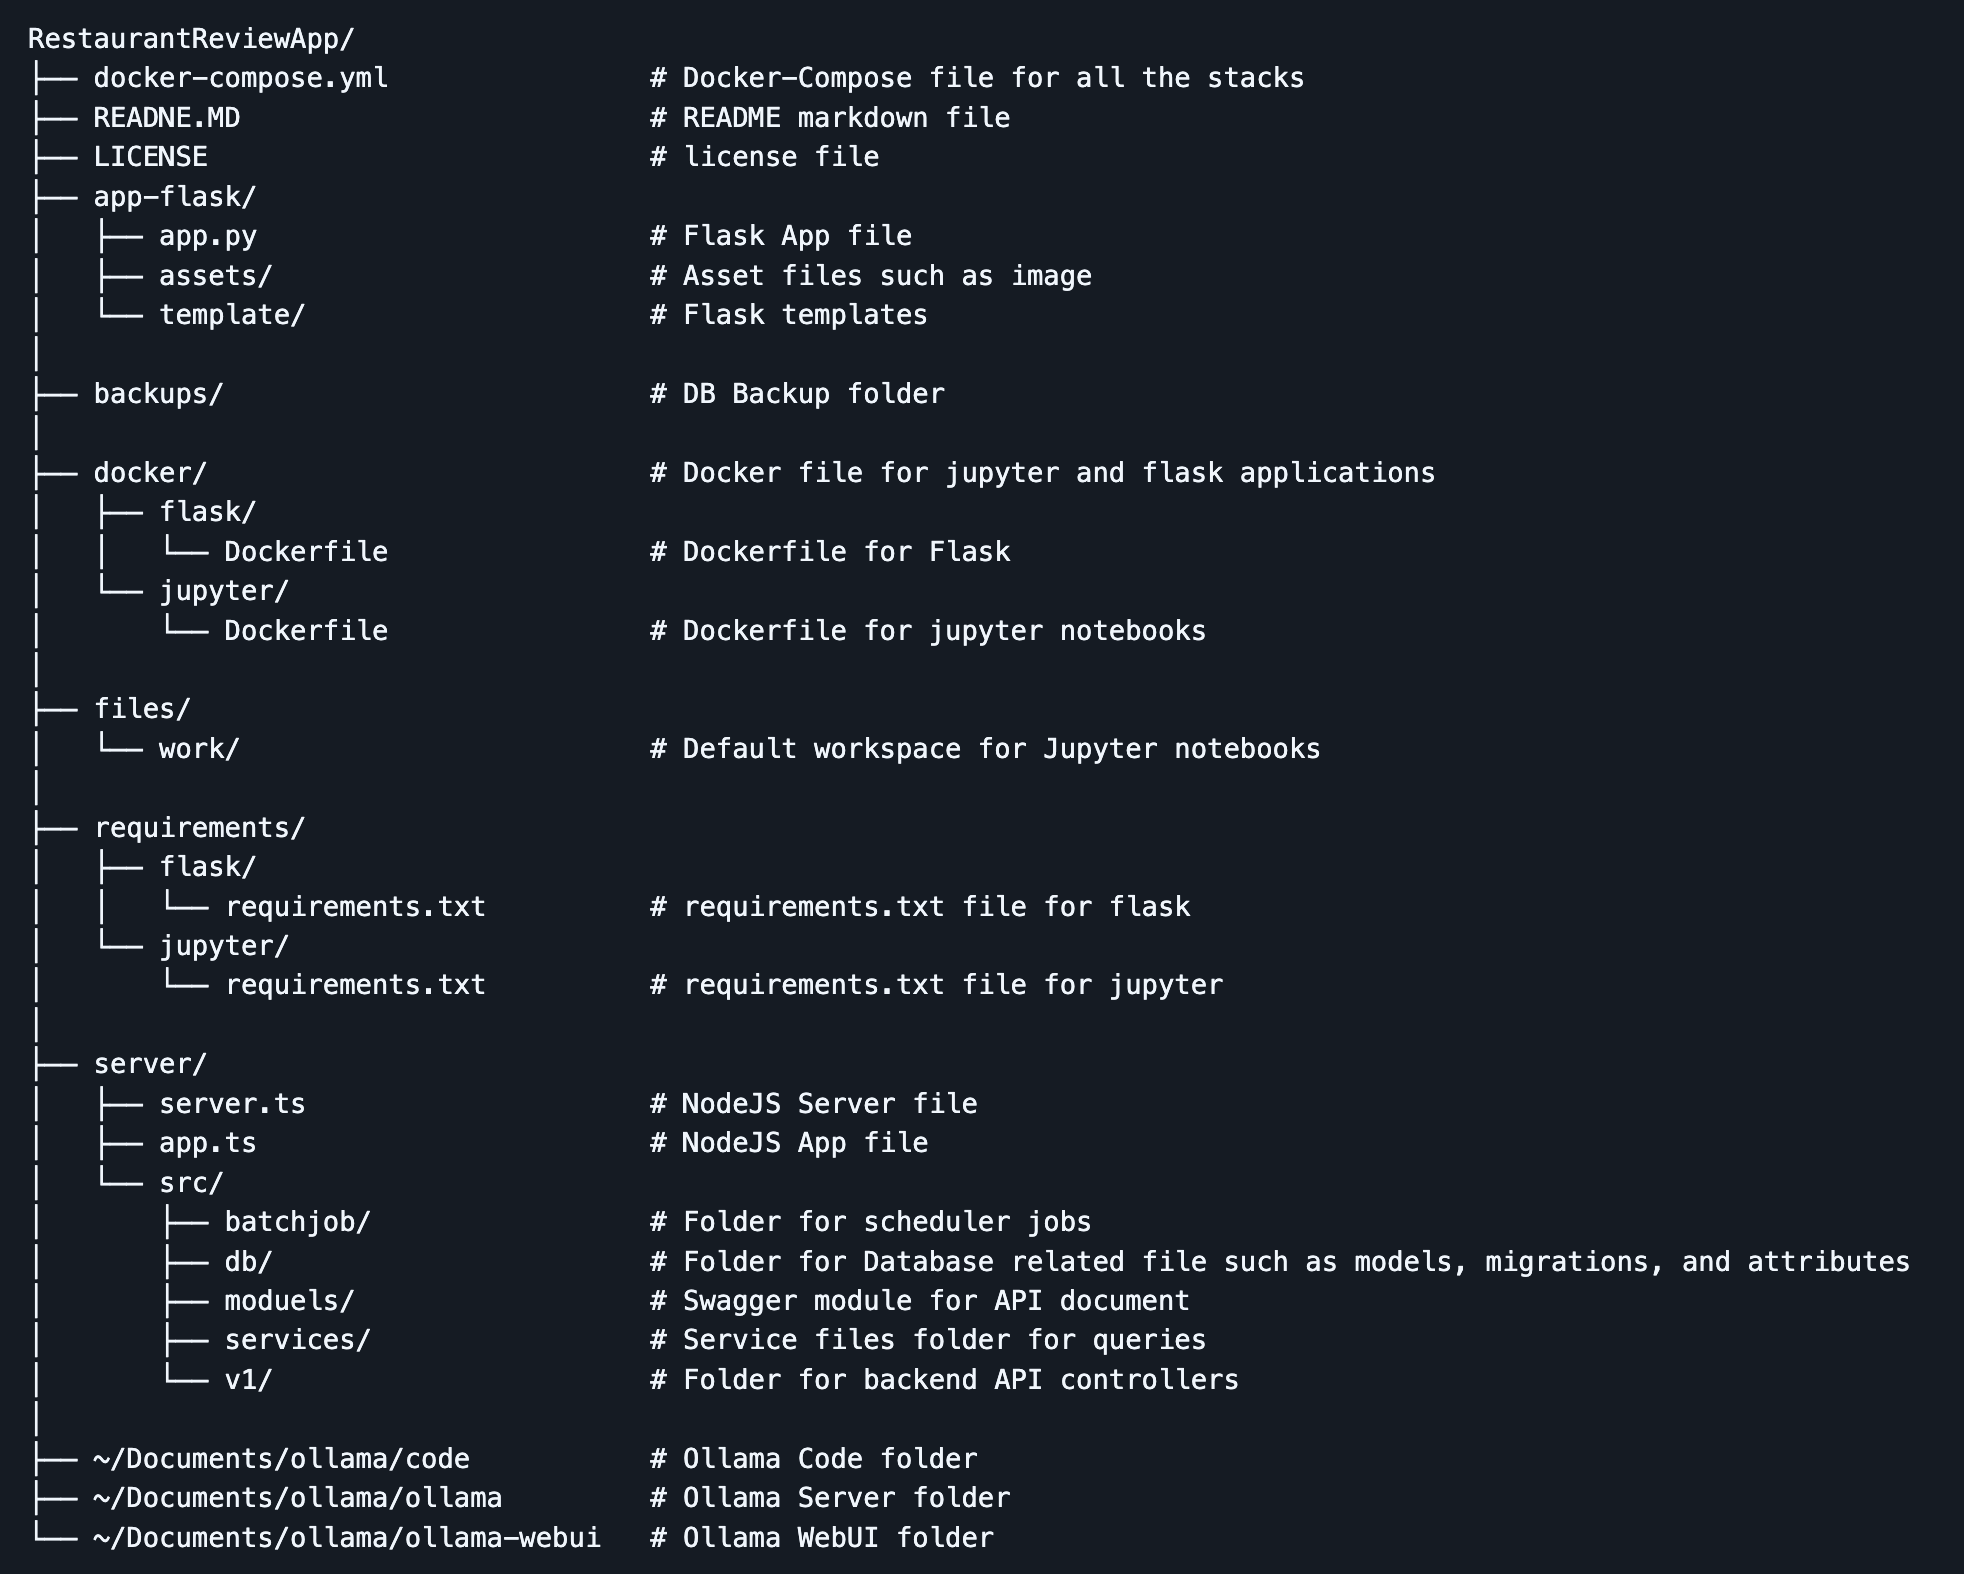 RestaurantReviewApp/
├── docker-compose.yml                # Docker-Compose file for all the stacks
├── READNE.MD                         # README markdown file
├── LICENSE                           # license file
├── app-flask/
│   ├── app.py                        # Flask App file
│   ├── assets/                       # Asset files such as image
│   └── template/                     # Flask templates
│
├── backups/                          # DB Backup folder
│
├── docker/                           # Docker file for jupyter and flask applications
│   ├── flask/
│   │   └── Dockerfile                # Dockerfile for Flask
│   └── jupyter/
│       └── Dockerfile                # Dockerfile for jupyter notebooks
│
├── files/
│   └── work/                         # Default workspace for Jupyter notebooks
│
├── requirements/
│   ├── flask/
│   │   └── requirements.txt          # requirements.txt file for flask
│   └── jupyter/
│       └── requirements.txt          # requirements.txt file for jupyter
│
├── server/
│   ├── server.ts                     # NodeJS Server file
│   ├── app.ts                        # NodeJS App file
│   └── src/
│       ├── batchjob/                 # Folder for scheduler jobs
│       ├── db/                       # Folder for Database related file such as models, migrations, and attributes
│       ├── moduels/                  # Swagger module for API document
│       ├── services/                 # Service files folder for queries
│       └── v1/                       # Folder for backend API controllers
│
├── ~/Documents/ollama/code           # Ollama Code folder
├── ~/Documents/ollama/ollama         # Ollama Server folder
└── ~/Documents/ollama/ollama-webui   # Ollama WebUI folder